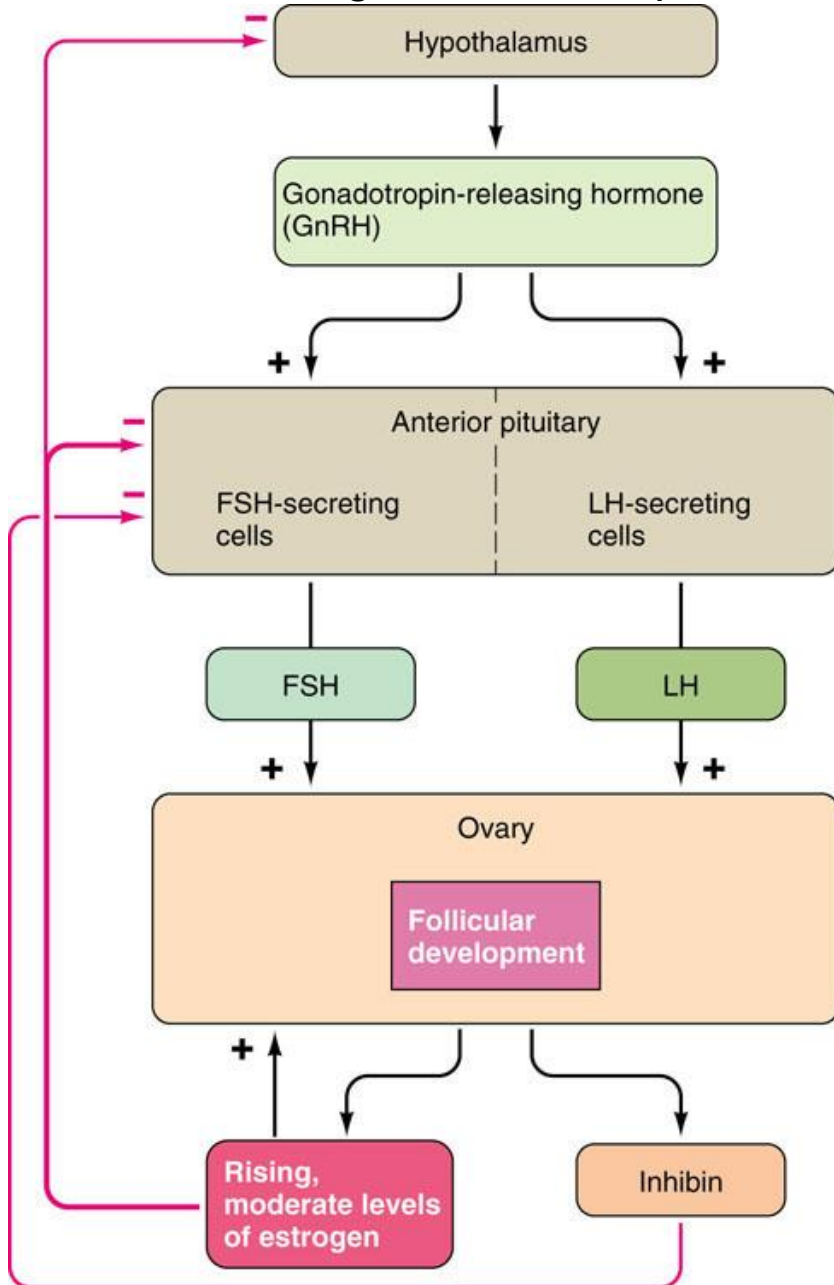 Hypothalamus
Gonadotropin-releasing hormone
(GnRH)
+
+
Anterior pituitary
FSH-secreting
cells
LH-secreting
cells
FSH
LH
+
+
Ovary
Follicular
development
+
Rising,
moderate levels
of estrogen
Inhibin